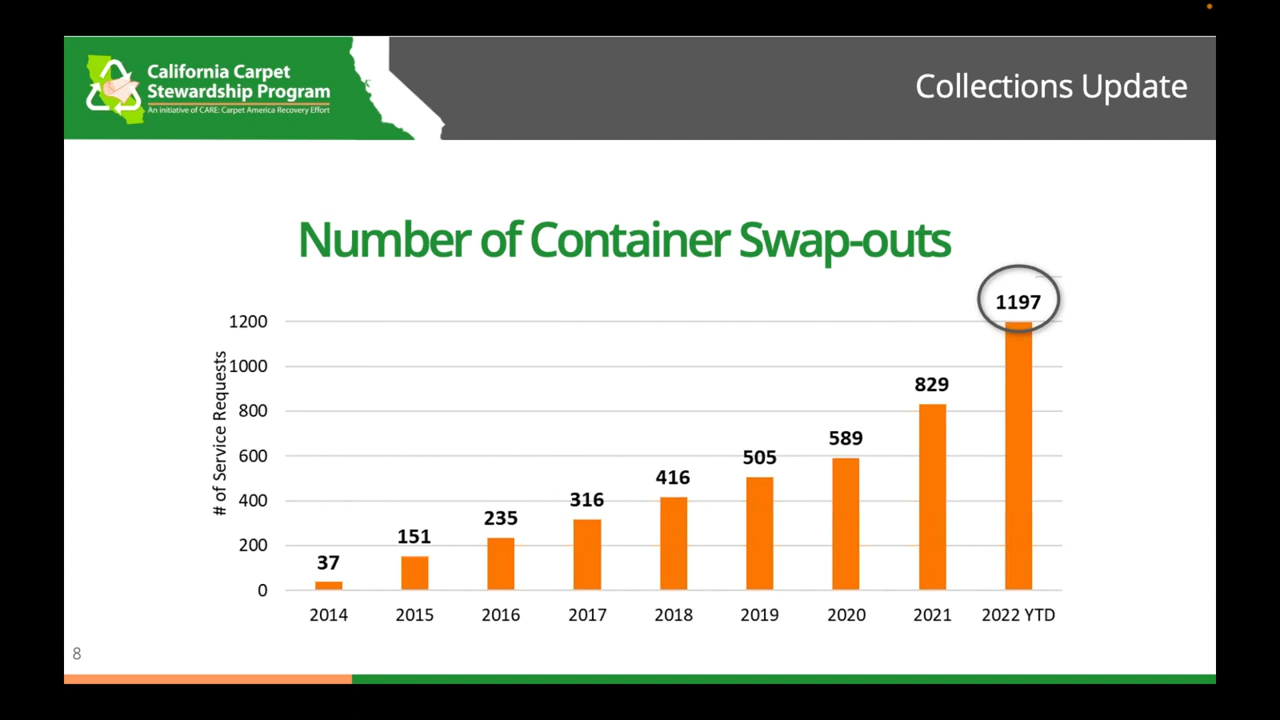 California Carpet
Stewardship Program
An initiative of CARE: Carpet America Recovery Effort
Collections Update
Number of Container Swap-outs
# of Service Requests
1200
1000
800
600
400
200
0
37
151
235
316
416
505
589
829
1197
2014 2015 2016 2017 2018 2019 2020 2021 2022 YTD
8